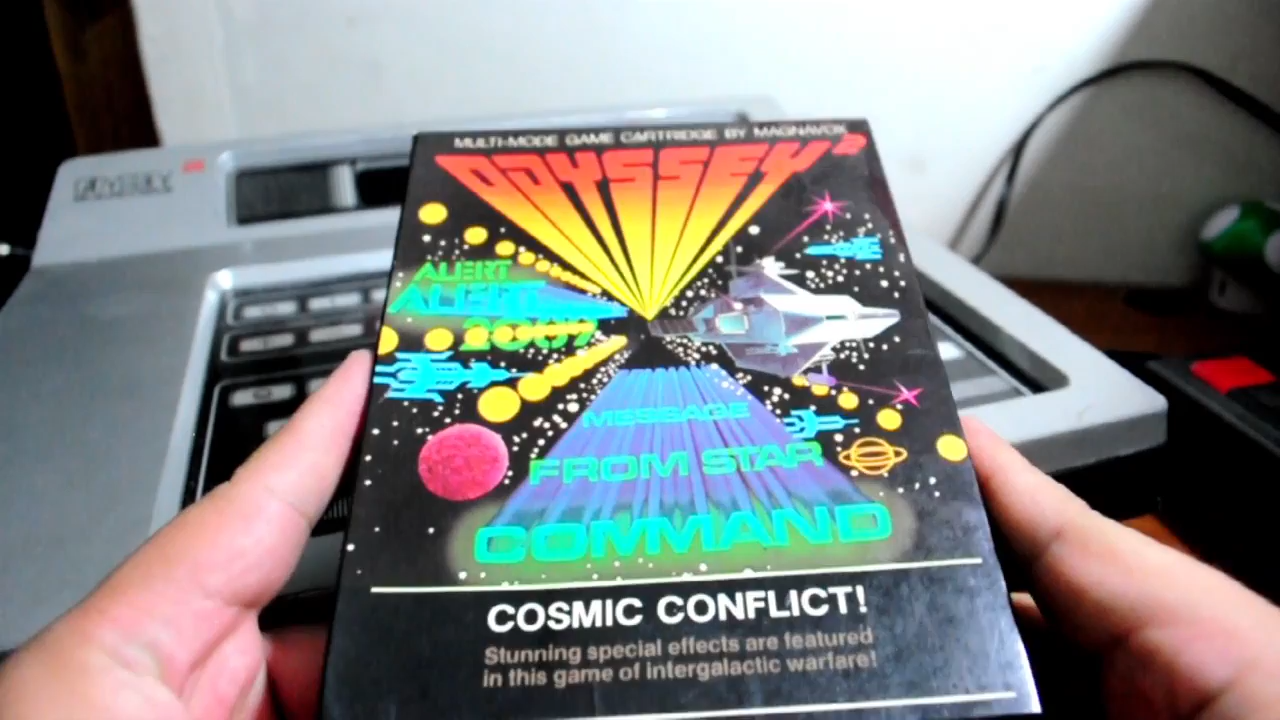 MULTI-MODE GAME CARTRIDGE BY MAGNAVOX
ODYSSEY²
ALERT
ALERT
2009
MESSAGE
FROM STAR
COMMAND
COSMIC CONFLICT!
Stunning special effects are featured
in this game of intergalactic warfare!